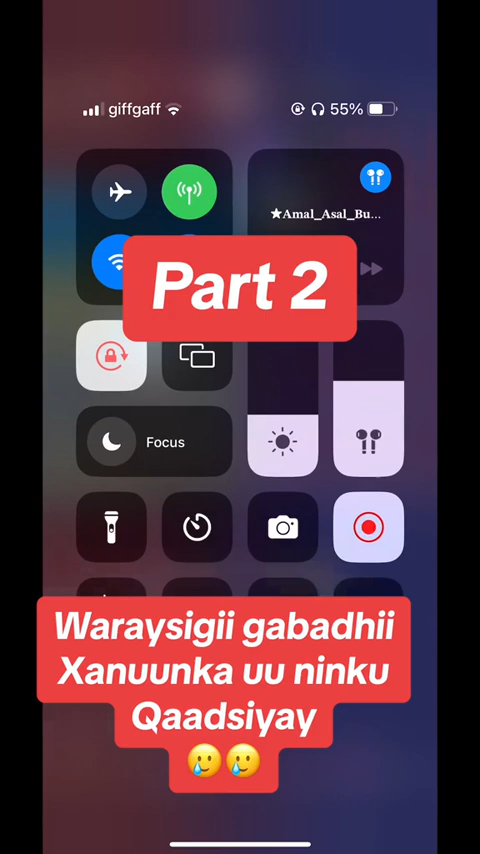 giffgaff 55%
★Amal_Asal_Bu...
Part 2
Focus
Waraysigii gabadhii
Xanuunka uu ninku
Qaadsiyay
🥲🥲